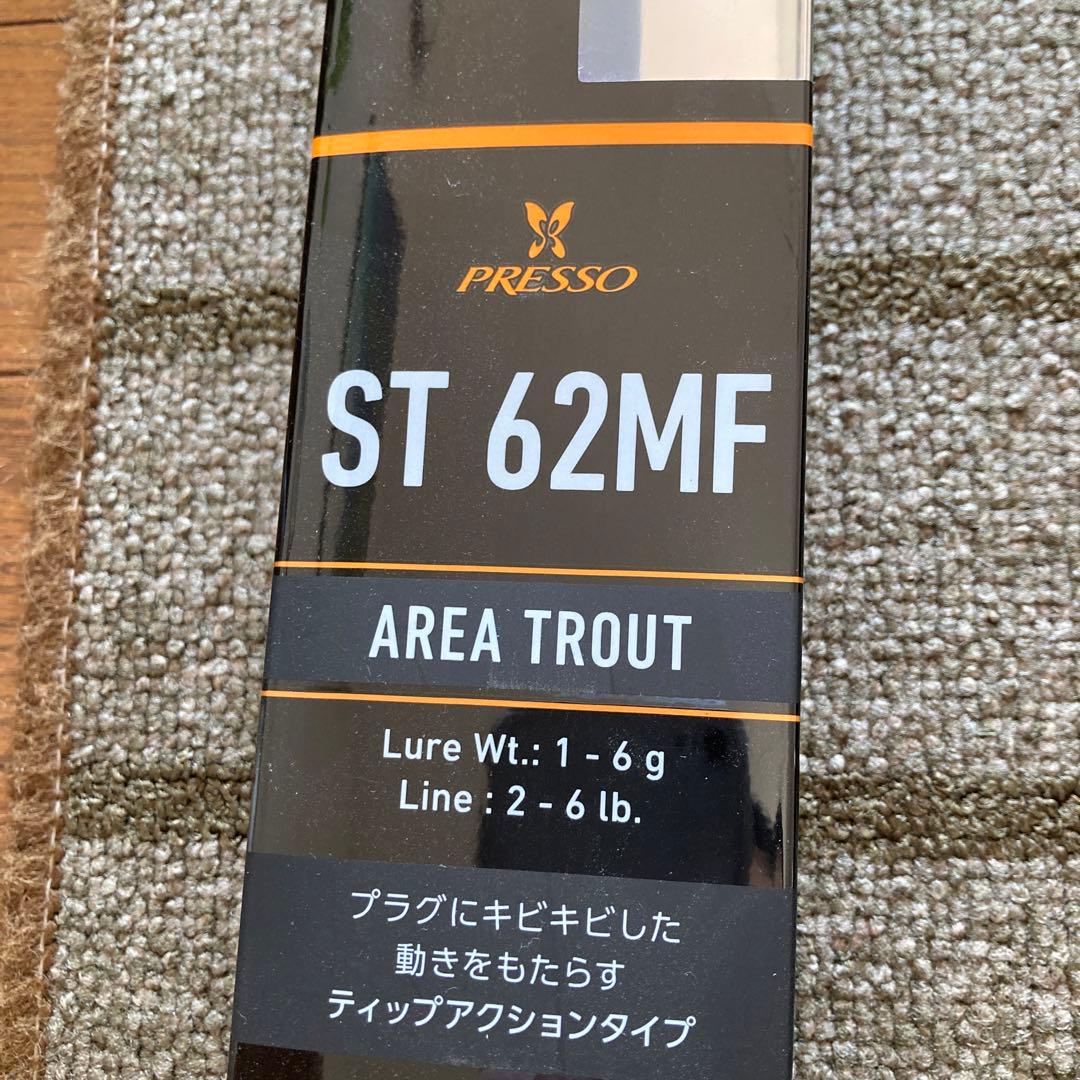 PRESSO
ST 62MF
AREA TROUT
Lure Wt.: 1 - 6 g
Line : 2 - 6 lb.
プラグにキビキビした
動きをもたらす
ティップアクションタイプ